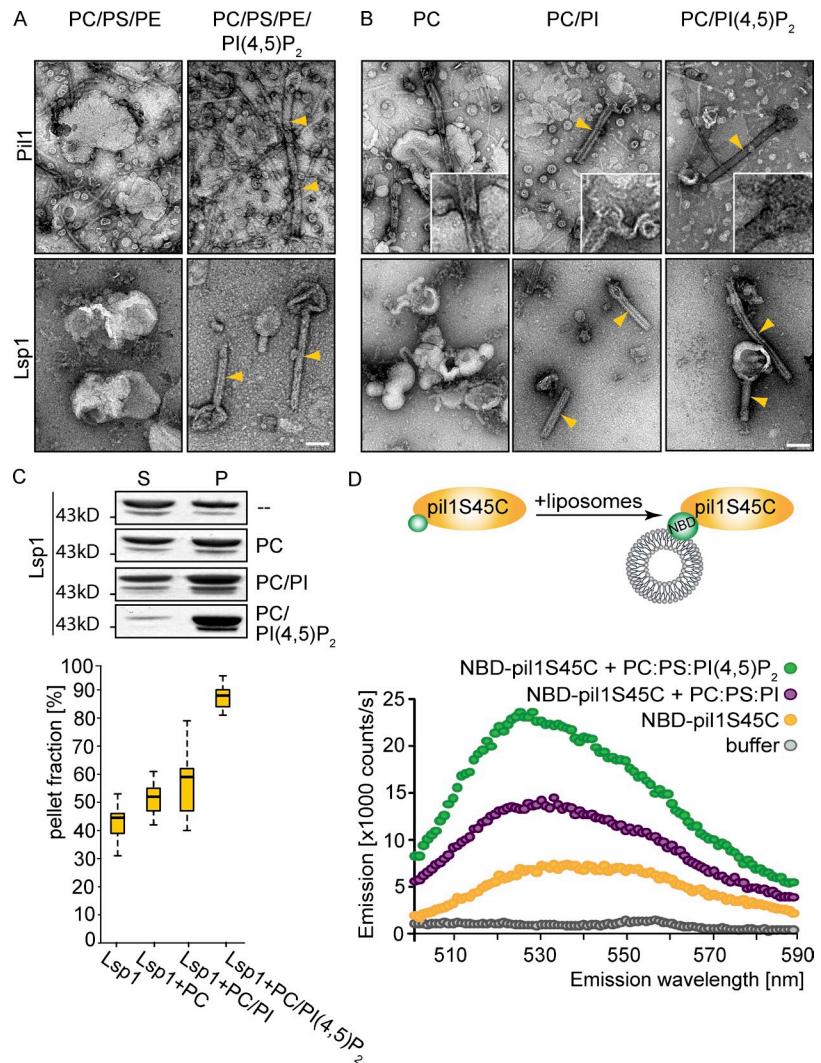 A
PC/PS/PE
PC/PS/PE/
PI(4,5)P2
B
PC
PC/PI
PC/PI(4,5)P2
Pil1
Lsp1
C
S
P
Lsp1
43kD
--
43kD
PC
43kD
PC/PI
43kD
PC/
PI(4,5)P2
pellet fraction [%]
100
90
80
70
60
50
40
30
20
10
0
Lsp1
Lsp1+PC
Lsp1+PC/PI
Lsp1+PC/PI(4,5)P2
D
pil1S45C
+liposomes
pil1S45C
NBD
NBD-pil1S45C + PC:PS:PI(4,5)P2
NBD-pil1S45C + PC:PS:PI
NBD-pil1S45C
buffer
Emission [x1000 counts/s]
25
20
15
10
5
0
510
530
550
570
590
Emission wavelength [nm]